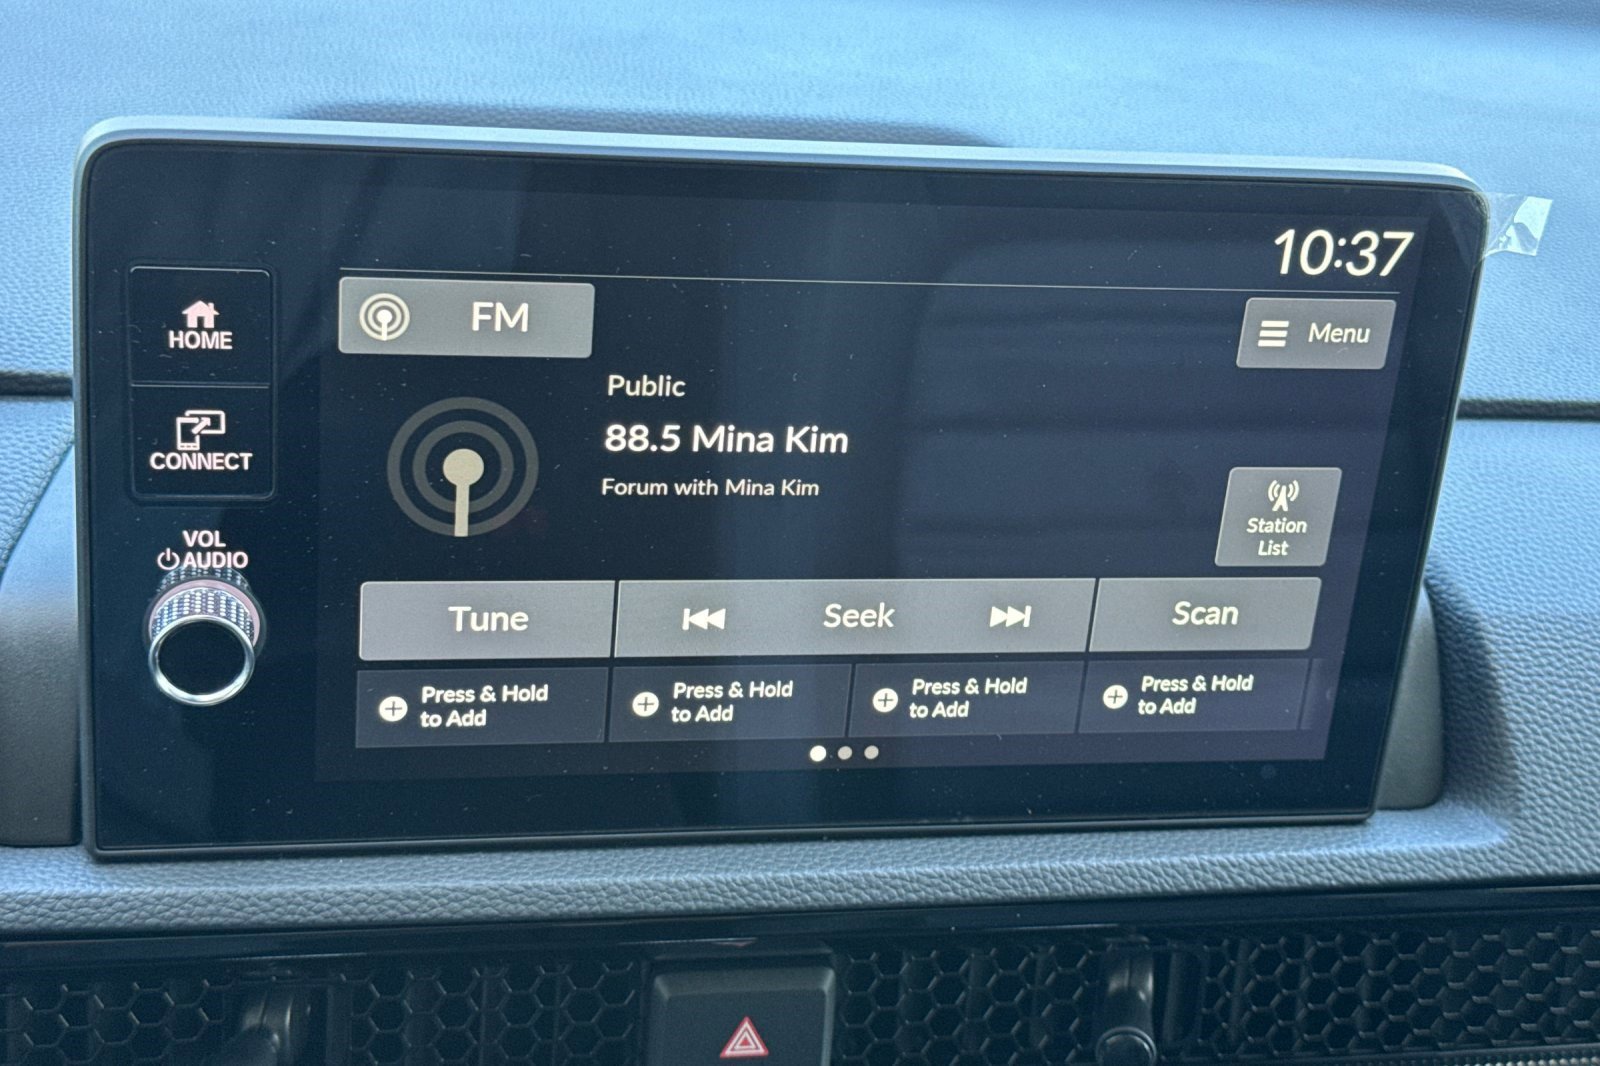 10:37
HOME
CONNECT
VOL
AUDIO
FM
Menu
Public
88.5 Mina Kim
Forum with Mina Kim
Station
List
Tune
Seek
Scan
Press & Hold
to Add
Press & Hold
to Add
Press & Hold
to Add
Press & Hold
to Add